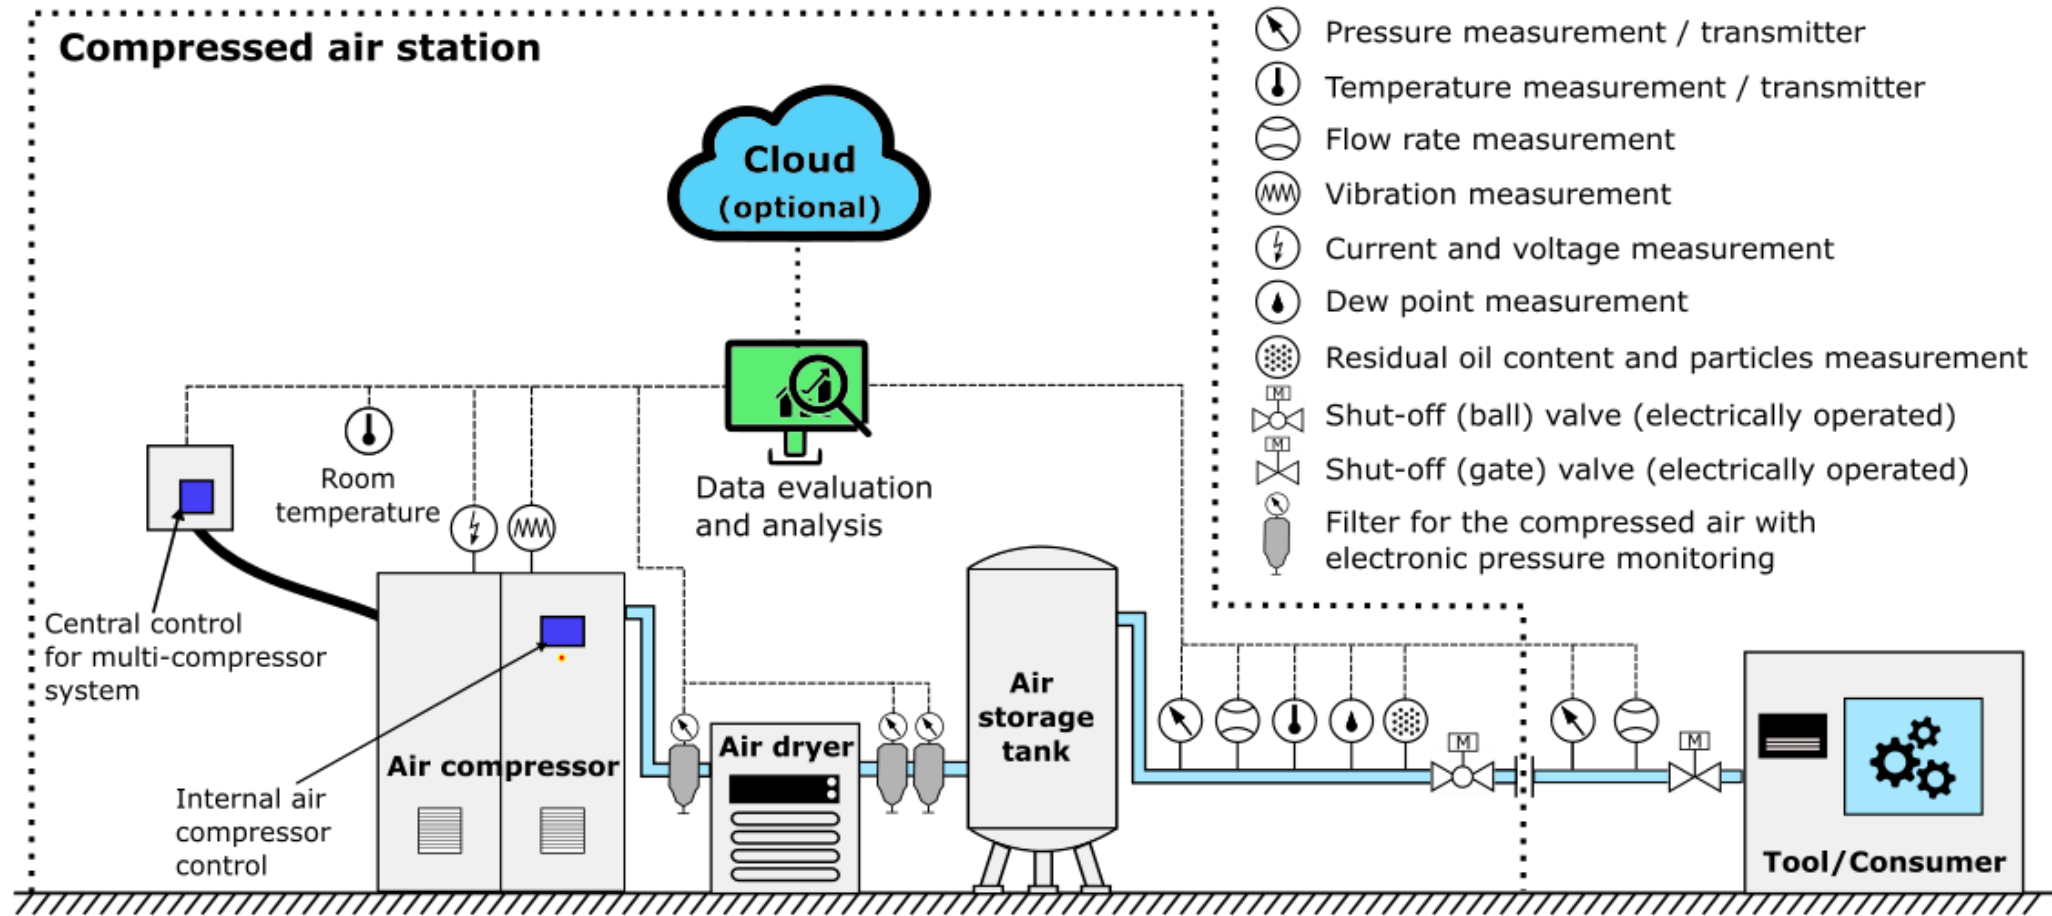 Compressed air station
Cloud
(optional)
Data evaluation
and analysis
Room
temperature
Central control
for multi-compressor
system
Internal air
compressor
control
Air compressor
Air dryer
Air
storage
tank
M
M
Tool/Consumer
Pressure measurement / transmitter
Temperature measurement / transmitter
Flow rate measurement
Vibration measurement
Current and voltage measurement
Dew point measurement
Residual oil content and particles measurement
M
Shut-off (ball) valve (electrically operated)
M
Shut-off (gate) valve (electrically operated)
Filter for the compressed air with
electronic pressure monitoring